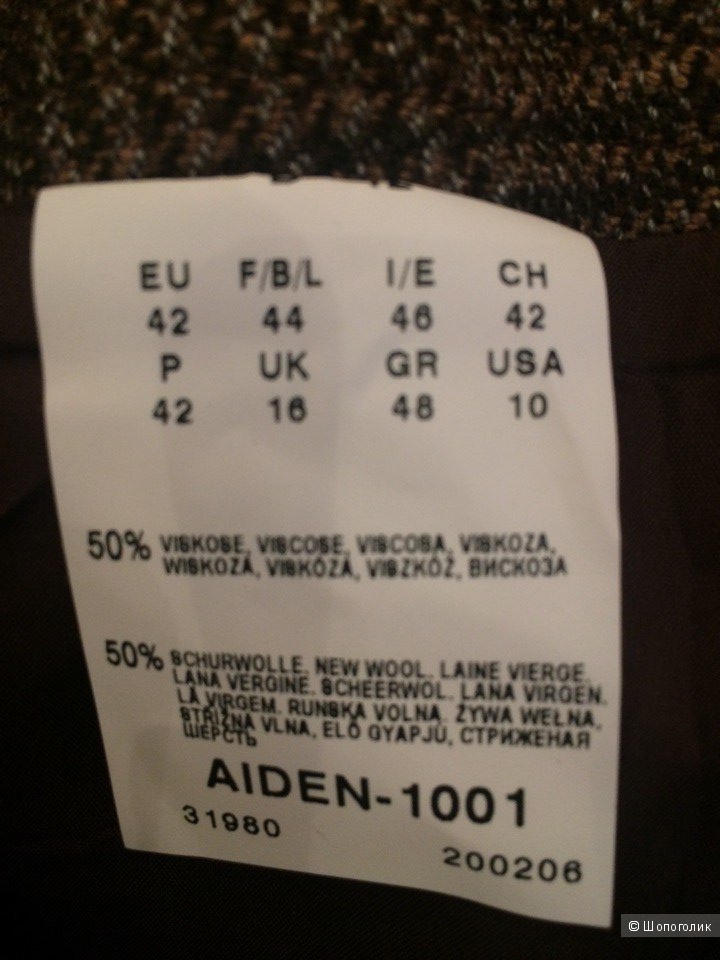 EU F/B/L I/E CH
42 44 46 42
P UK GR USA
42 16 48 10
50% VISKOSE, VISCOSE, VISCOSA, VISKOZA,
WISKOZA, VISKÓZA, VISZKÓZ, ВИСКОЗА
50% SCHURWOLLE. NEW WOOL. LAINE VIERGE.
LANA VERGINE. SCHEERWOL. LANA VIRGEN.
LÃ VIRGEM. RUNSKA VOLNA. ŻYWA WEŁNA,
STŘIŽNA VLNA, ELŐ GYAPJÚ, СТРИЖЕНАЯ
ШЕРСТЬ
AIDEN-1001
31980
200206
© Шопоголик